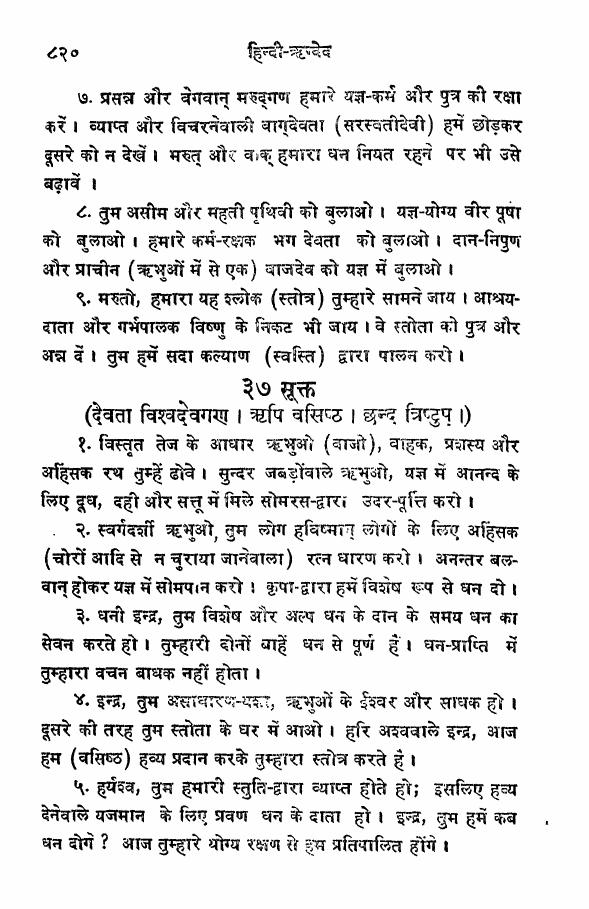 ८२० हिन्दी-ऋग्वेद
७. प्रसन्न और वेगवान् मरुद्गण हमारे यज्ञ-कर्म और पुत्र की रक्षा
करें । व्याप्त और विचरनेवाली वाग्देवता (सरस्वतीदेवी) हमें छोड़कर
दूसरे को न देखें । मरुत् और वाक् हमारा धन नियत रहने पर भी उसे
बढ़ावें ।
८. तुम असीम और महती पृथिवी को बुलाओ । यज्ञ-योग्य वीर पूषा
को बुलाओ । हमारे कर्म-रक्षक भग देवता को बुलाओ । दान-निपुण
और प्राचीन (ऋभुओं में से एक) वाजदेव को यज्ञ में बुलाओ ।
९. मरुतो, हमारा यह श्लोक (स्तोत्र) तुम्हारे सामने जाय । आश्रय-
दाता और गर्भपालक विष्णु के निकट भी जाय । वे स्तोता को पुत्र और
अन्न दें । तुम हमें सदा कल्याण (स्वस्ति) द्वारा पालन करो ।
३७ सूक्त
(देवता विश्वदेवगण । ऋषि वसिष्ठ । छन्द त्रिष्टुप् ।)
१. विस्तृत तेज के आधार ऋभुओ (वाजो), वाहक, प्रशस्य और
अहिंसक रथ तुम्हें ढोवे । सुन्दर जबड़ोंवाले ऋभुओ, यज्ञ में आनन्द के
लिए दूध, दही और सत्तू में मिले सोमरस-द्वारा उदर-पूर्त्ति करो ।
२. स्वर्गदर्शी ऋभुओ, तुम लोग हविष्मान् लोगों के लिए अहिंसक
(चोरों आदि से न चुराया जानेवाला) रत्न धारण करो । अनन्तर बल-
वान् होकर यज्ञ में सोमपान करो । कृपा-द्वारा हमें विशेष रूप से धन दो ।
३. धनी इन्द्र, तुम विशेष और अल्प धन के दान के समय धन का
सेवन करते हो । तुम्हारी दोनों बाहें धन से पूर्ण हैं । धन-प्राप्ति में
तुम्हारा वचन बाधक नहीं होता ।
४. इन्द्र, तुम असाधारण-यशा, ऋभुओं के ईश्वर और साधक हो ।
दूसरे की तरह तुम स्तोता के घर में आओ । हरि अश्ववाले इन्द्र, आज
हम (वसिष्ठ) हव्य प्रदान करके तुम्हारा स्तोत्र करते हैं ।
५. हर्यश्व, तुम हमारी स्तुति-द्वारा व्याप्त होते हो; इसलिए हव्य
देनेवाले यजमान के लिए प्रवण धन के दाता हो । इन्द्र, तुम हमें कब
धन दोगे ? आज तुम्हारे योग्य रक्षण से हम प्रतिपालित होंगे ।